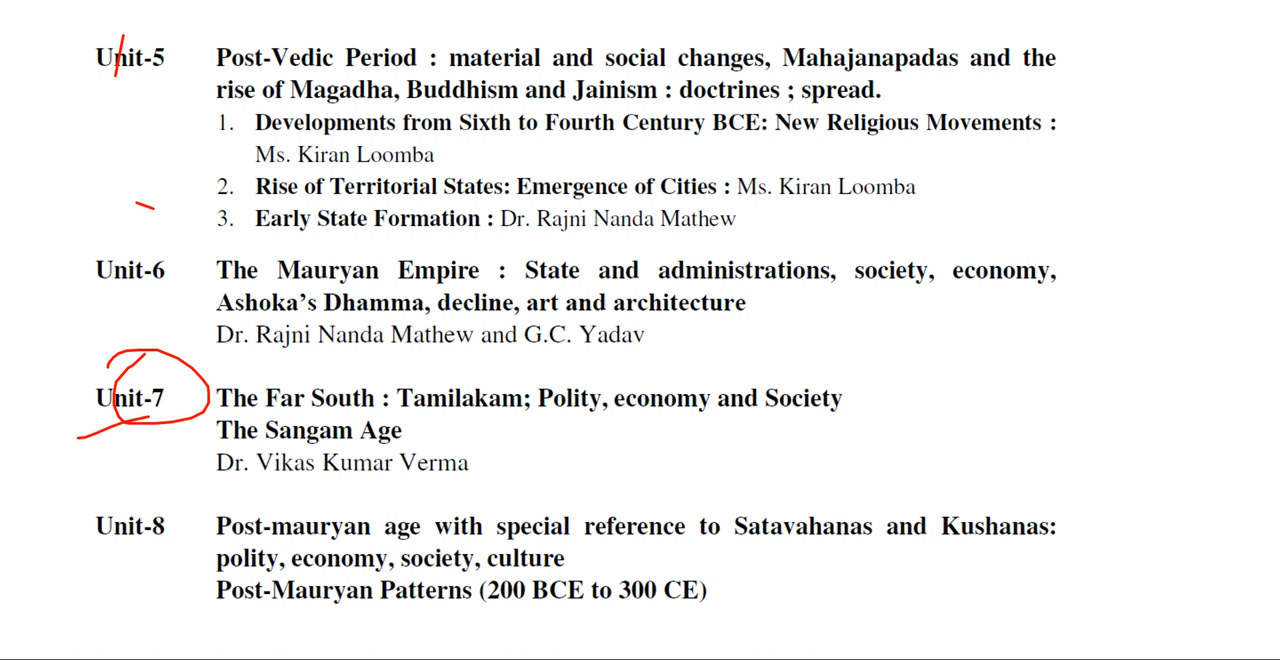 Unit-5 Post-Vedic Period : material and social changes, Mahajanapadas and the
rise of Magadha, Buddhism and Jainism : doctrines ; spread.
1. Developments from Sixth to Fourth Century BCE: New Religious Movements :
Ms. Kiran Loomba
2. Rise of Territorial States: Emergence of Cities : Ms. Kiran Loomba
3. Early State Formation : Dr. Rajni Nanda Mathew
Unit-6 The Mauryan Empire : State and administrations, society, economy,
Ashoka’s Dhamma, decline, art and architecture
Dr. Rajni Nanda Mathew and G.C. Yadav
Unit-7 The Far South : Tamilakam; Polity, economy and Society
The Sangam Age
Dr. Vikas Kumar Verma
Unit-8 Post-mauryan age with special reference to Satavahanas and Kushanas:
polity, economy, society, culture
Post-Mauryan Patterns (200 BCE to 300 CE)